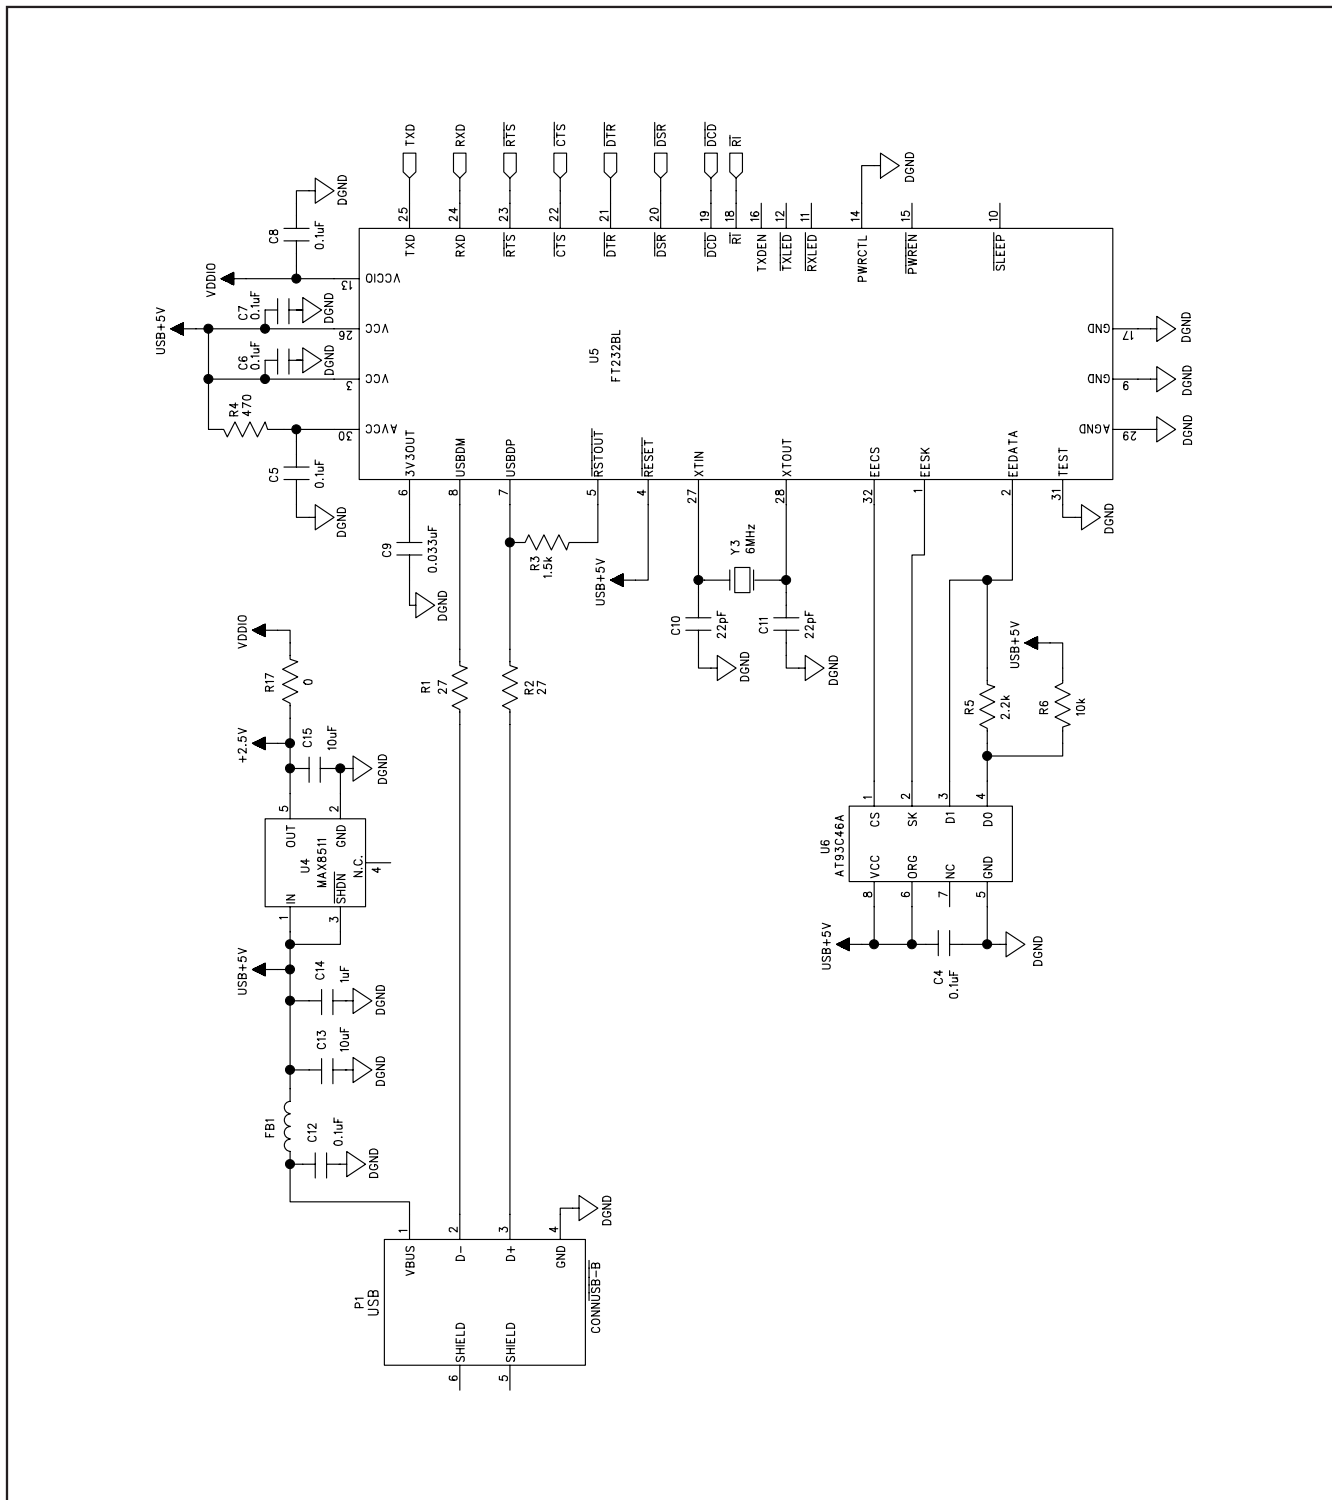 TXD
RXD
RTS
CTS
DTR
DSR
DCD
RI
DGND
25
24
23
22
21
20
19
18
16
12
11
14
15
10
TXD
RXD
RTS
CTS
DTR
DSR
DCD
RI
TXDEN
TXLED
RXLED
PWRCTL
PWREN
SLEEP
DGND
C8
0.1uF
VDDIO
13
VCCIO
USB+5V
C7
0.1uF
DGND
26
VCC
C6
0.1uF
DGND
3
VCC
R4
470
30
AVCC
C5
0.1uF
DGND
U5
FT232BL
GND
17
DGND
GND
9
DGND
AGND
29
DGND
3V3OUT
USBDM
USBDP
RSTOUT
RESET
XTIN
XTOUT
EECS
EESK
EEDATA
TEST
6
8
7
5
4
27
28
32
1
2
31
DGND
C9
0.033uF
DGND
R3
1.5k
USB+5V
Y3
6MHz
C10
22pF
DGND
C11
22pF
DGND
VDDIO
R17
0
+2.5V
C15
10uF
DGND
R1
27
R2
27
USB+5V
R5
2.2k
R6
10k
5
2
OUT
GND
U4
MAX8511
N.C.
4
IN
SHDN
1
3
USB+5V
C14
1uF
DGND
C13
10uF
DGND
FB1
C12
0.1uF
DGND
1
2
3
4
CS
SK
D1
D0
U6
AT93C46A
VCC
ORG
NC
GND
8
6
7
5
USB+5V
C4
0.1uF
DGND
1
2
3
4
DGND
VBUS
D-
D+
GND
P1
USB
CONNUSB-B
SHIELD
SHIELD
6
5